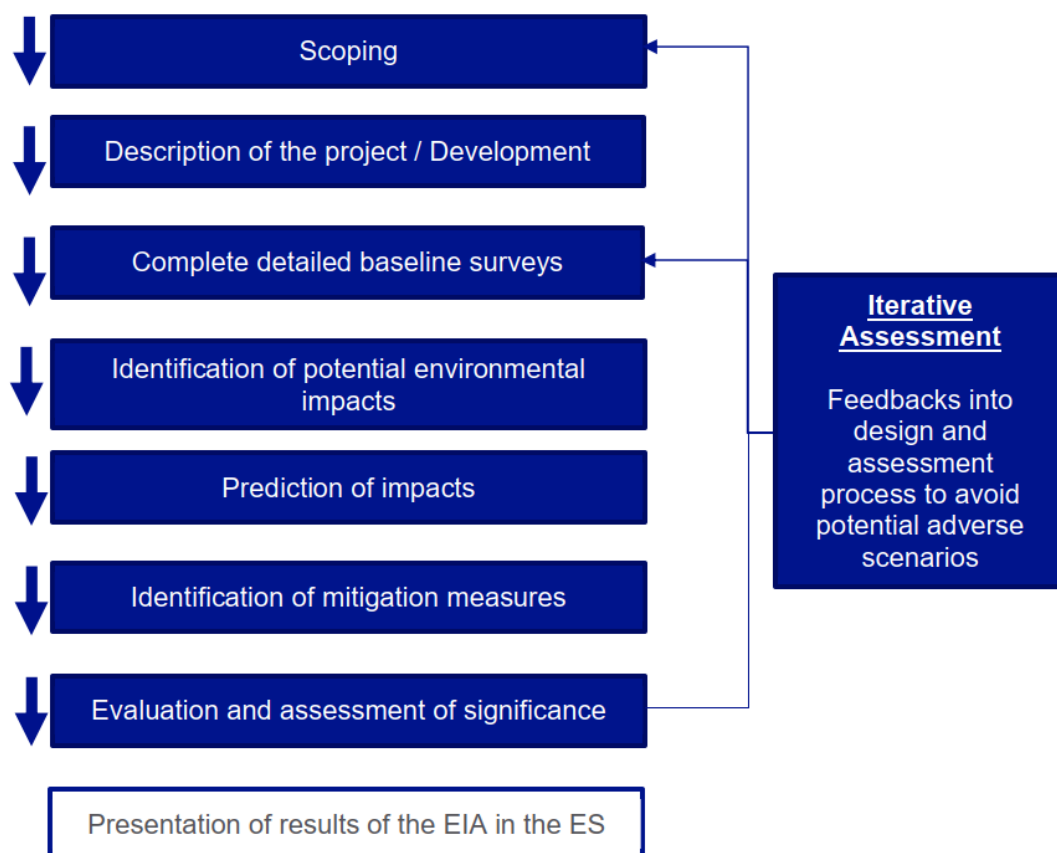 Scoping
Description of the project / Development
Complete detailed baseline surveys
Identification of potential environmental
impacts
Prediction of impacts
Identification of mitigation measures
Evaluation and assessment of significance
Presentation of results of the EIA in the ES
Iterative
Assessment
Feedbacks into
design and
assessment
process to avoid
potential adverse
scenarios